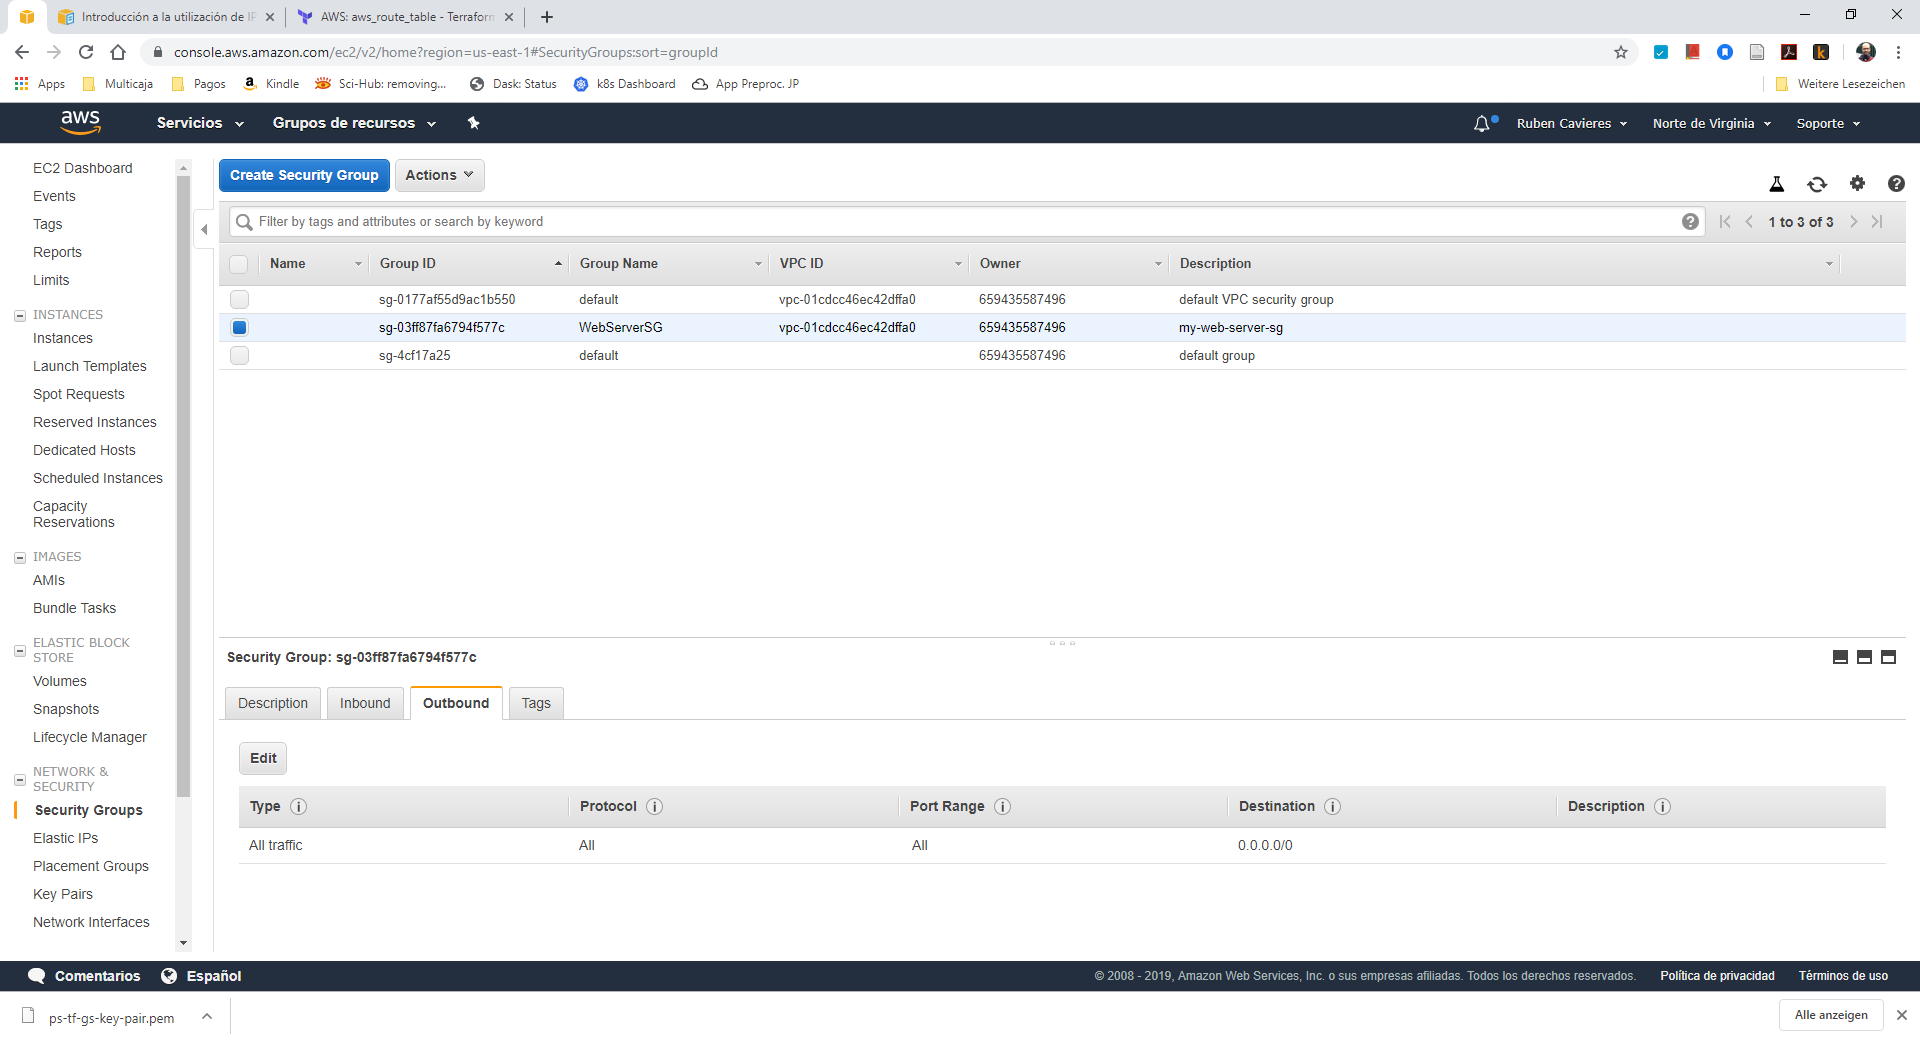 Introducción a la utilización de IP
AWS: aws_route_table - Terraform
console.aws.amazon.com/ec2/v2/home?region=us-east-1#SecurityGroups:sort=groupId
Apps
Multicaja
Pagos
Kindle
Sci-Hub: removing...
Dask: Status
k8s Dashboard
App Preproc. JP
Weitere Lesezeichen
aws
Servicios
Grupos de recursos
Ruben Cavieres
Norte de Virginia
Soporte
EC2 Dashboard
Events
Tags
Reports
Limits
INSTANCES
Instances
Launch Templates
Spot Requests
Reserved Instances
Dedicated Hosts
Scheduled Instances
Capacity
Reservations
IMAGES
AMIs
Bundle Tasks
ELASTIC BLOCK
STORE
Volumes
Snapshots
Lifecycle Manager
NETWORK &
SECURITY
Security Groups
Elastic IPs
Placement Groups
Key Pairs
Network Interfaces
Create Security Group
Actions
Filter by tags and attributes or search by keyword
1 to 3 of 3
Name Group ID Group Name VPC ID Owner Description
sg-0177af55d9ac1b550 default vpc-01cdcc46ec42dffa0 659435587496 default VPC security group
sg-03ff87fa6794f577c WebServerSG vpc-01cdcc46ec42dffa0 659435587496 my-web-server-sg
sg-4cf17a25 default 659435587496 default group
Security Group: sg-03ff87fa6794f577c
Description Inbound Outbound Tags
Edit
Type Protocol Port Range Destination Description
All traffic All All 0.0.0.0/0
Comentarios
Español
© 2008 - 2019, Amazon Web Services, Inc. o sus empresas afiliadas. Todos los derechos reservados.
Política de privacidad
Términos de uso
ps-tf-gs-key-pair.pem
Alle anzeigen